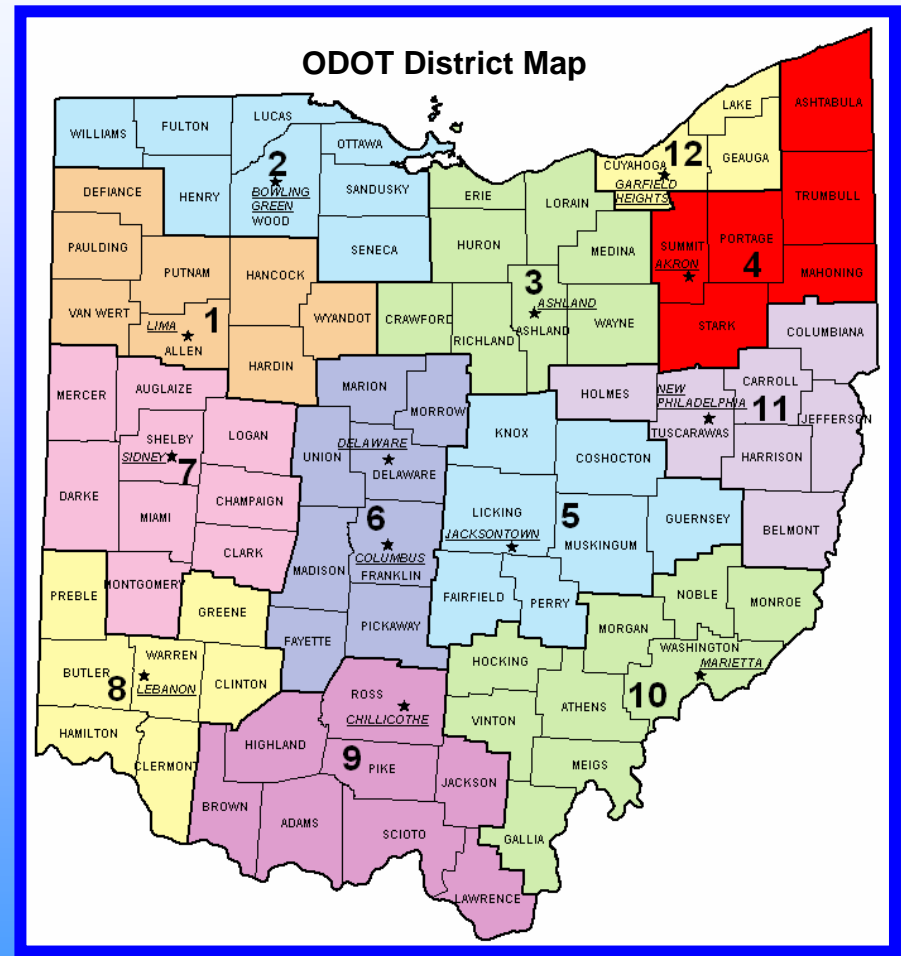 ODOT District Map
LAKE
ASHTABULA
LUCAS
FULTON
WILLIAMS
OTTAWA
12
CUYAHOGA
GEAUGA
2
GARFIELD
HEIGHTS
BOWLING
GREEN
WOOD
DEFIANCE
HENRY
SANDUSKY
ERIE
LORAIN
TRUMBULL
PAULDING
SENECA
HURON
MEDINA
SUMMIT
PORTAGE
AKRON
4
PUTNAM
HANCOCK
3
MAHONING
VAN WERT
LIMA
1
ALLEN
WYANDOT
CRAWFORD
RICHLAND
ASHLAND
ASHLAND
WAYNE
STARK
COLUMBIANA
HARDIN
MERCER
AUGLAIZE
MARION
MORROW
HOLMES
NEW
PHILADELPHIA
CARROLL
11
JEFFERSON
TUSCARAWAS
SHELBY
SIDNEY
7
LOGAN
UNION
DELAWARE
DELAWARE
KNOX
COSHOCTON
HARRISON
DARKE
MIAMI
CHAMPAIGN
6
LICKING
JACKSONTOWN
5
MUSKINGUM
GUERNSEY
BELMONT
CLARK
MADISON
COLUMBUS
FRANKLIN
PREBLE
MONTGOMERY
GREENE
FAIRFIELD
PERRY
NOBLE
MONROE
FAYETTE
PICKAWAY
MORGAN
WASHINGTON
MARIETTA
BUTLER
8
WARREN
LEBANON
CLINTON
HOCKING
10
ROSS
CHILLICOTHE
VINTON
ATHENS
HAMILTON
CLERMONT
HIGHLAND
9
PIKE
JACKSON
MEIGS
BROWN
ADAMS
SCIOTO
GALLIA
LAWRENCE